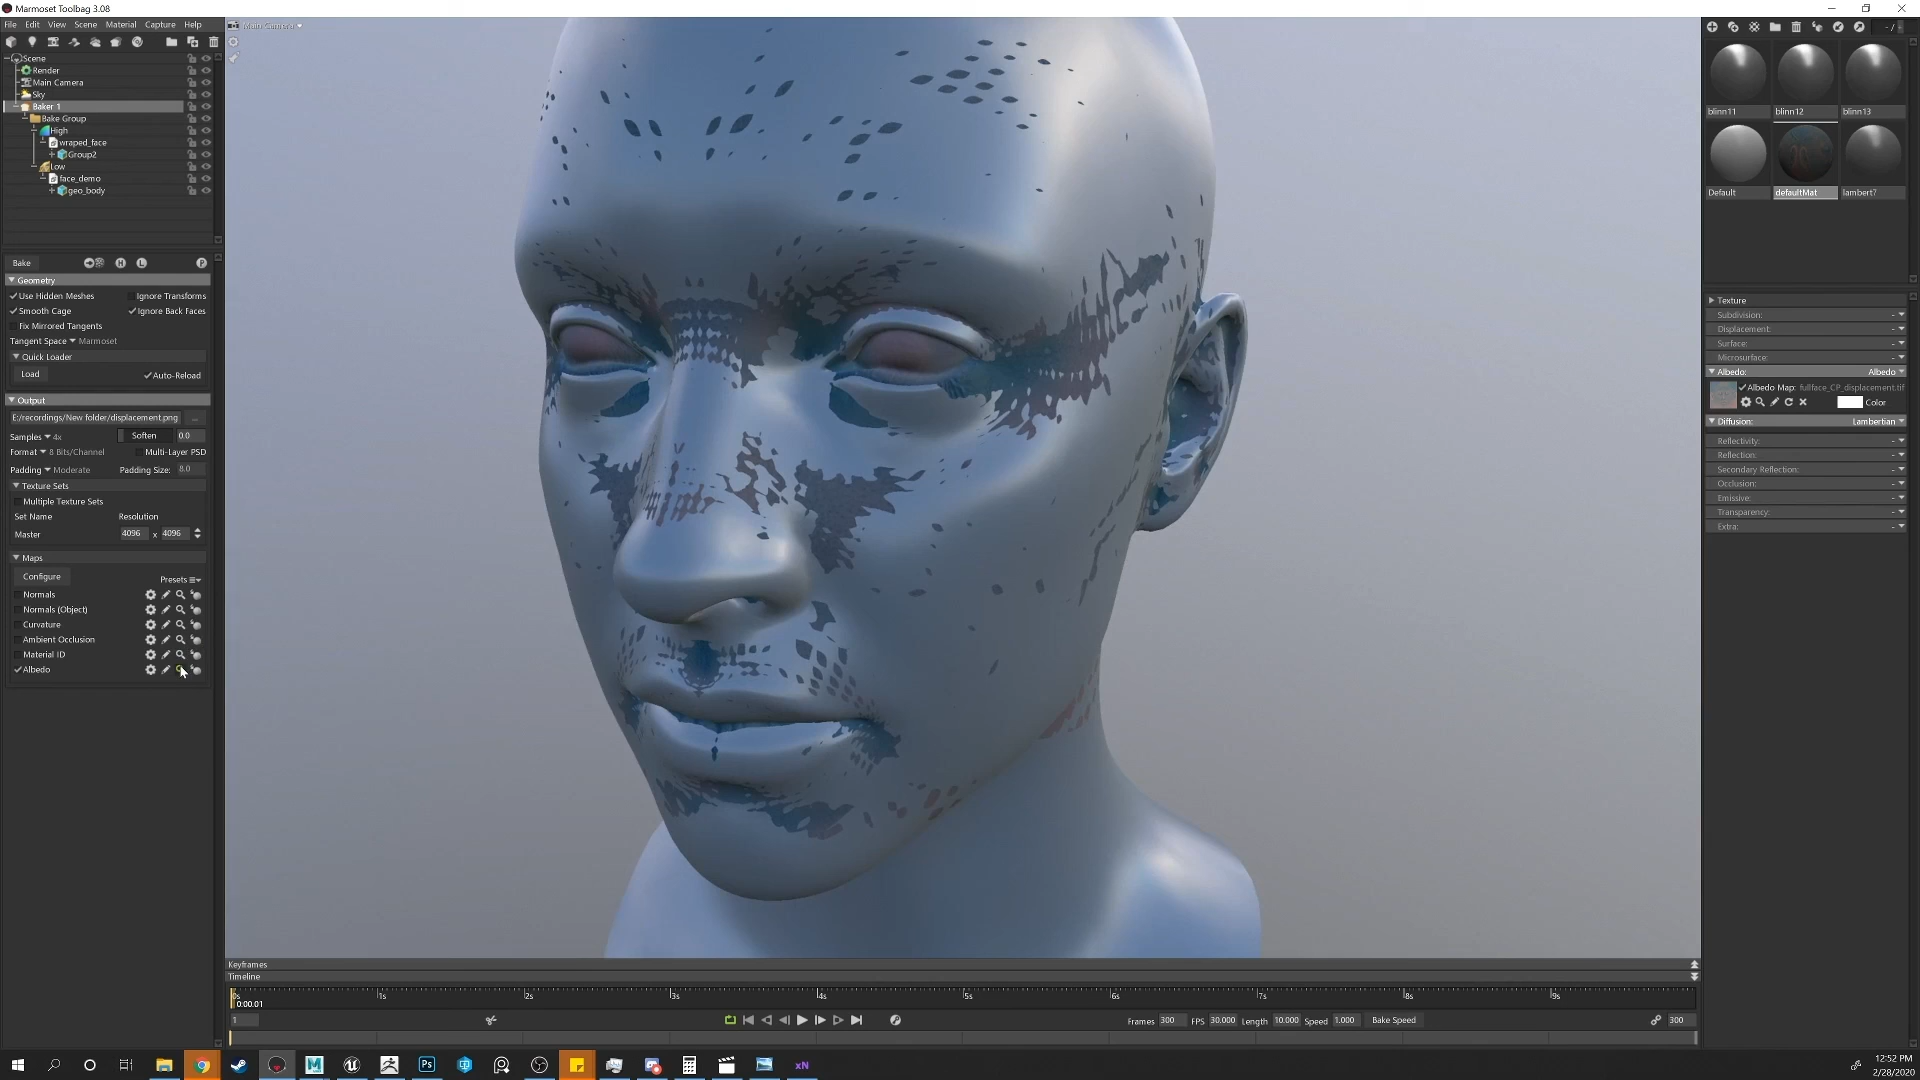 Marmoset Toolbag 3.08
File Edit View Scene Material Capture Help
Main Camera
Scene
Render
Main Camera
Sky
Baker 1
Bake Group
High
wraped_face
Group2
Low
face_demo
geo_body
Bake
H
L
P
Geometry
Use Hidden Meshes
Ignore Transforms
Smooth Cage
Ignore Back Faces
Fix Mirrored Tangents
Tangent Space Marmoset
Quick Loader
Load
Auto-Reload
Output
E:/recordings/New folder/displacement.png ...
Samples 4x Soften 0.0
Format 8 Bits/Channel Multi-Layer PSD
Padding Moderate Padding Size: 8.0
Texture Sets
Multiple Texture Sets
Set Name Resolution
Master 4096 x 4096
Maps
Configure
Presets
Normals
Normals (Object)
Curvature
Ambient Occlusion
Material ID
Albedo
blinn11
blinn12
blinn13
Default
defaultMat
lambert7
Texture
Subdivision: -
Displacement: -
Surface: -
Microsurface: -
Albedo: Albedo
Albedo Map: fullface_CP_displacement.tif
Color
Diffusion: Lambertian
Reflectivity: -
Reflection: -
Secondary Reflection: -
Occlusion: -
Emissive: -
Transparency: -
Extra: -
Keyframes
Timeline
0s 1s 2s 3s 4s 5s 6s 7s 8s 9s
0:00.01
1
Frames 300 FPS 30.000 Length 10.000 Speed 1.000 Bake Speed
300
Ps
xN
12:52 PM
2/28/2020